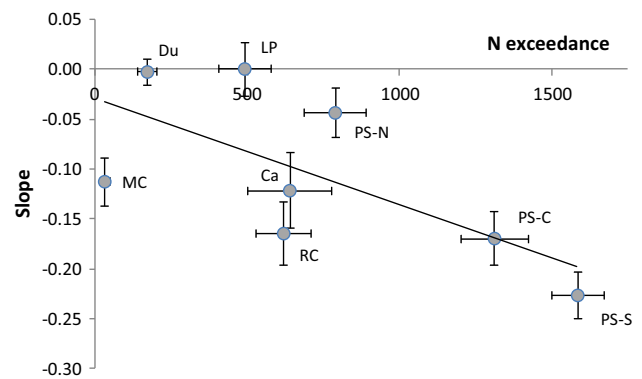 0.05
Du
LP
N exceedance
0.00
0
500
1000
1500
-0.05
PS-N
-0.10
Ca
MC
Slope
-0.15
PS-C
RC
-0.20
-0.25
PS-S
-0.30